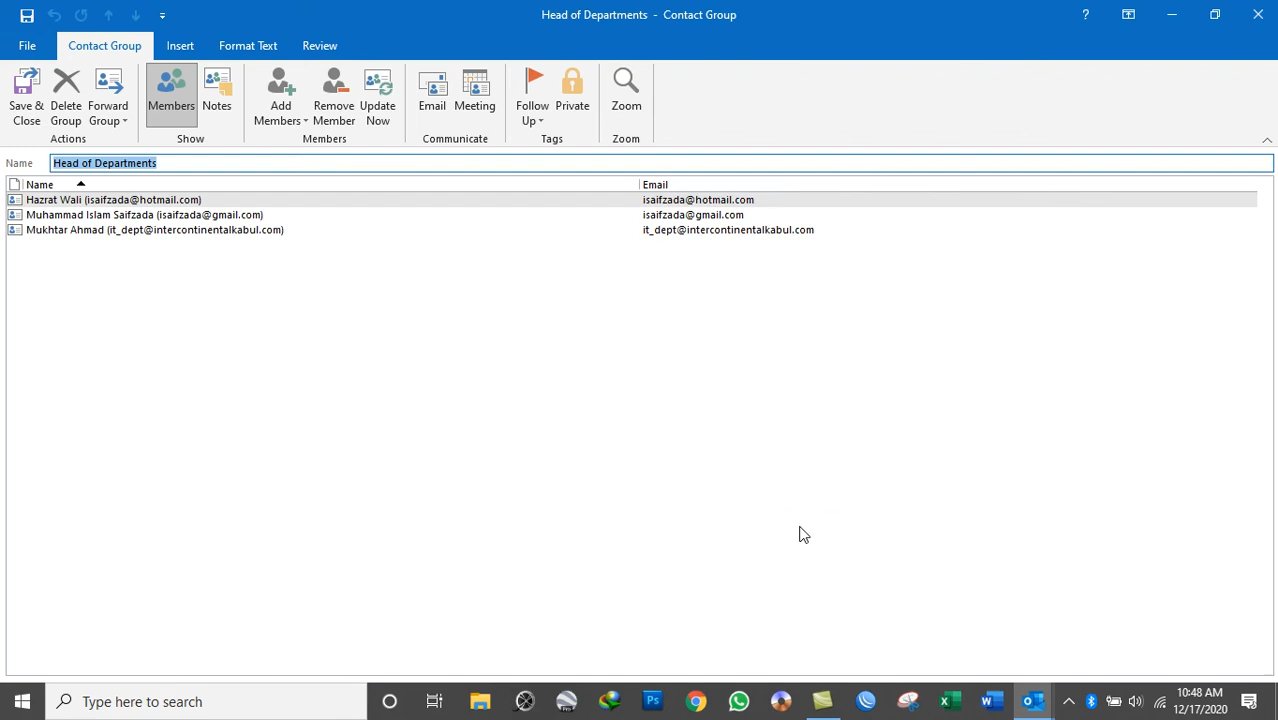 Head of Departments - Contact Group
?
File Contact Group Insert Format Text Review
Save & Close
Delete Group
Forward Group
Members
Notes
Add Members
Remove Member
Update Now
Email
Meeting
Follow Up
Private
Zoom
Actions Show Members Communicate Tags Zoom
Name Head of Departments
Name Email
Hazrat Wali (isaifzada@hotmail.com) isaifzada@hotmail.com
Muhammad Islam Saifzada (isaifzada@gmail.com) isaifzada@gmail.com
Mukhtar Ahmad (it_dept@intercontinentalkabul.com) it_dept@intercontinentalkabul.com
Type here to search
Ps
10:48 AM
12/17/2020